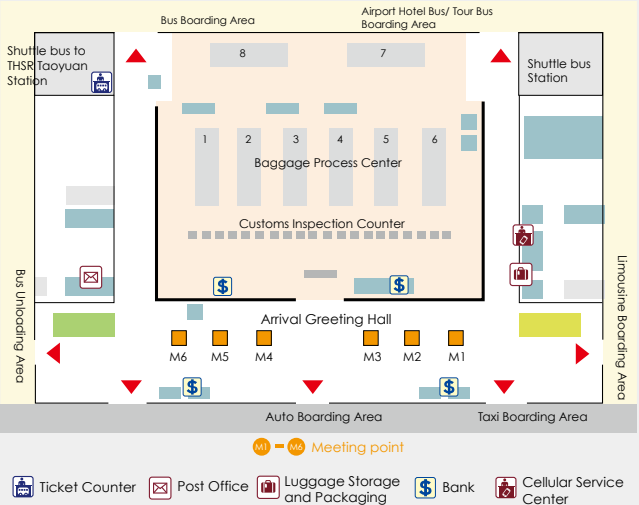 Bus Boarding Area
Airport Hotel Bus/ Tour Bus
Boarding Area
Shuttle bus to
THSR Taoyuan
Station
Shuttle bus
Station
8
7
1
2
3
4
5
6
Baggage Process Center
Customs Inspection Counter
$
$
Bus Unloading Area
Limousine Boarding Area
Arrival Greeting Hall
M6
M5
M4
M3
M2
M1
$
$
Auto Boarding Area
Taxi Boarding Area
M1
M6
Meeting point
Ticket Counter
Post Office
Luggage Storage
and Packaging
$
Bank
Cellular Service
Center